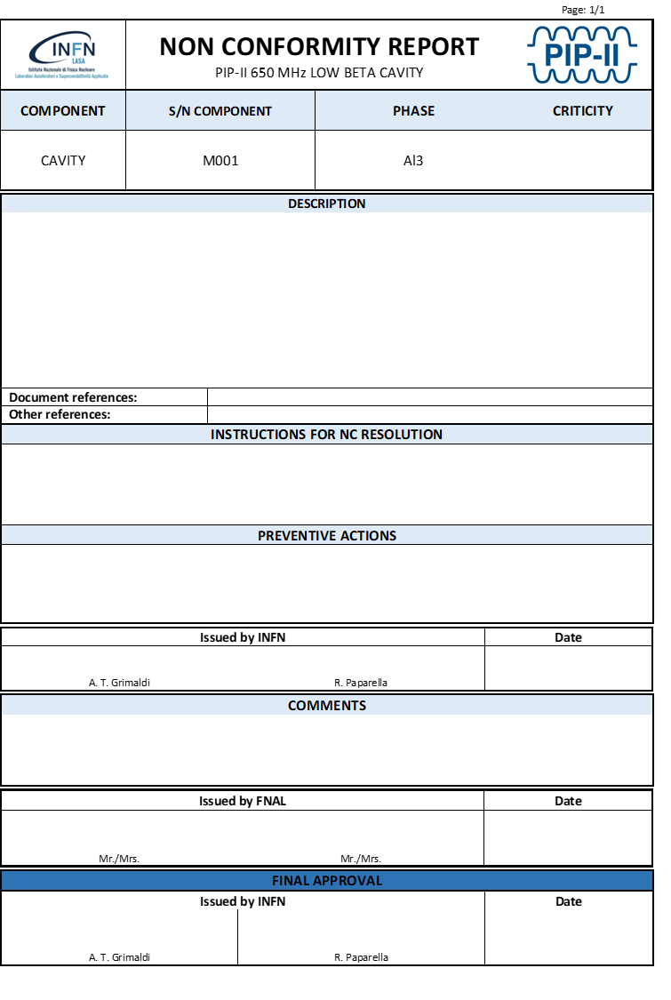 Page: 1/1
INFN
LASA
Istituto Nazionale di Fisica Nucleare
Laboratori Acceleratori e Superconduttività Applicata
NON CONFORMITY REPORT
PIP-II 650 MHz LOW BETA CAVITY
PIP-II
COMPONENT S/N COMPONENT PHASE CRITICITY
CAVITY M001 Al3
DESCRIPTION
Document references:
Other references:
INSTRUCTIONS FOR NC RESOLUTION
PREVENTIVE ACTIONS
Issued by INFN Date
A. T. Grimaldi R. Paparella
COMMENTS
Issued by FNAL Date
Mr./Mrs. Mr./Mrs.
FINAL APPROVAL
Issued by INFN Date
A. T. Grimaldi R. Paparella